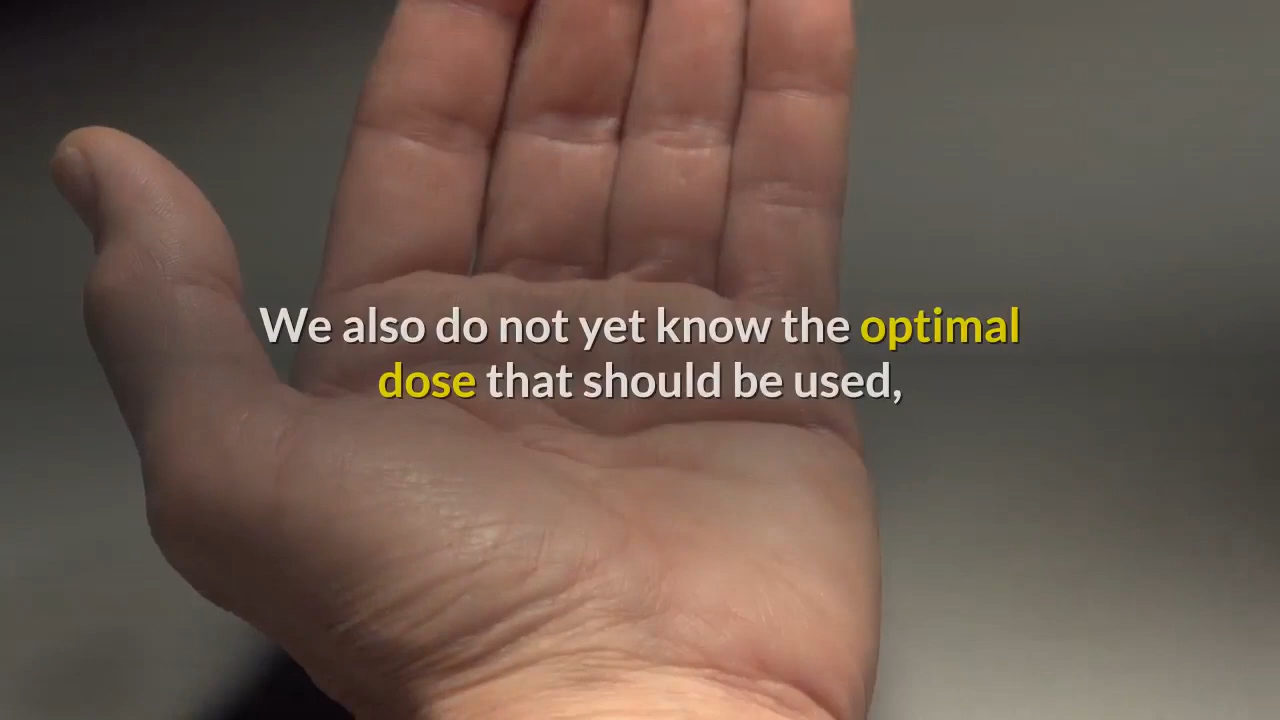 We also do not yet know the optimal
dose that should be used,